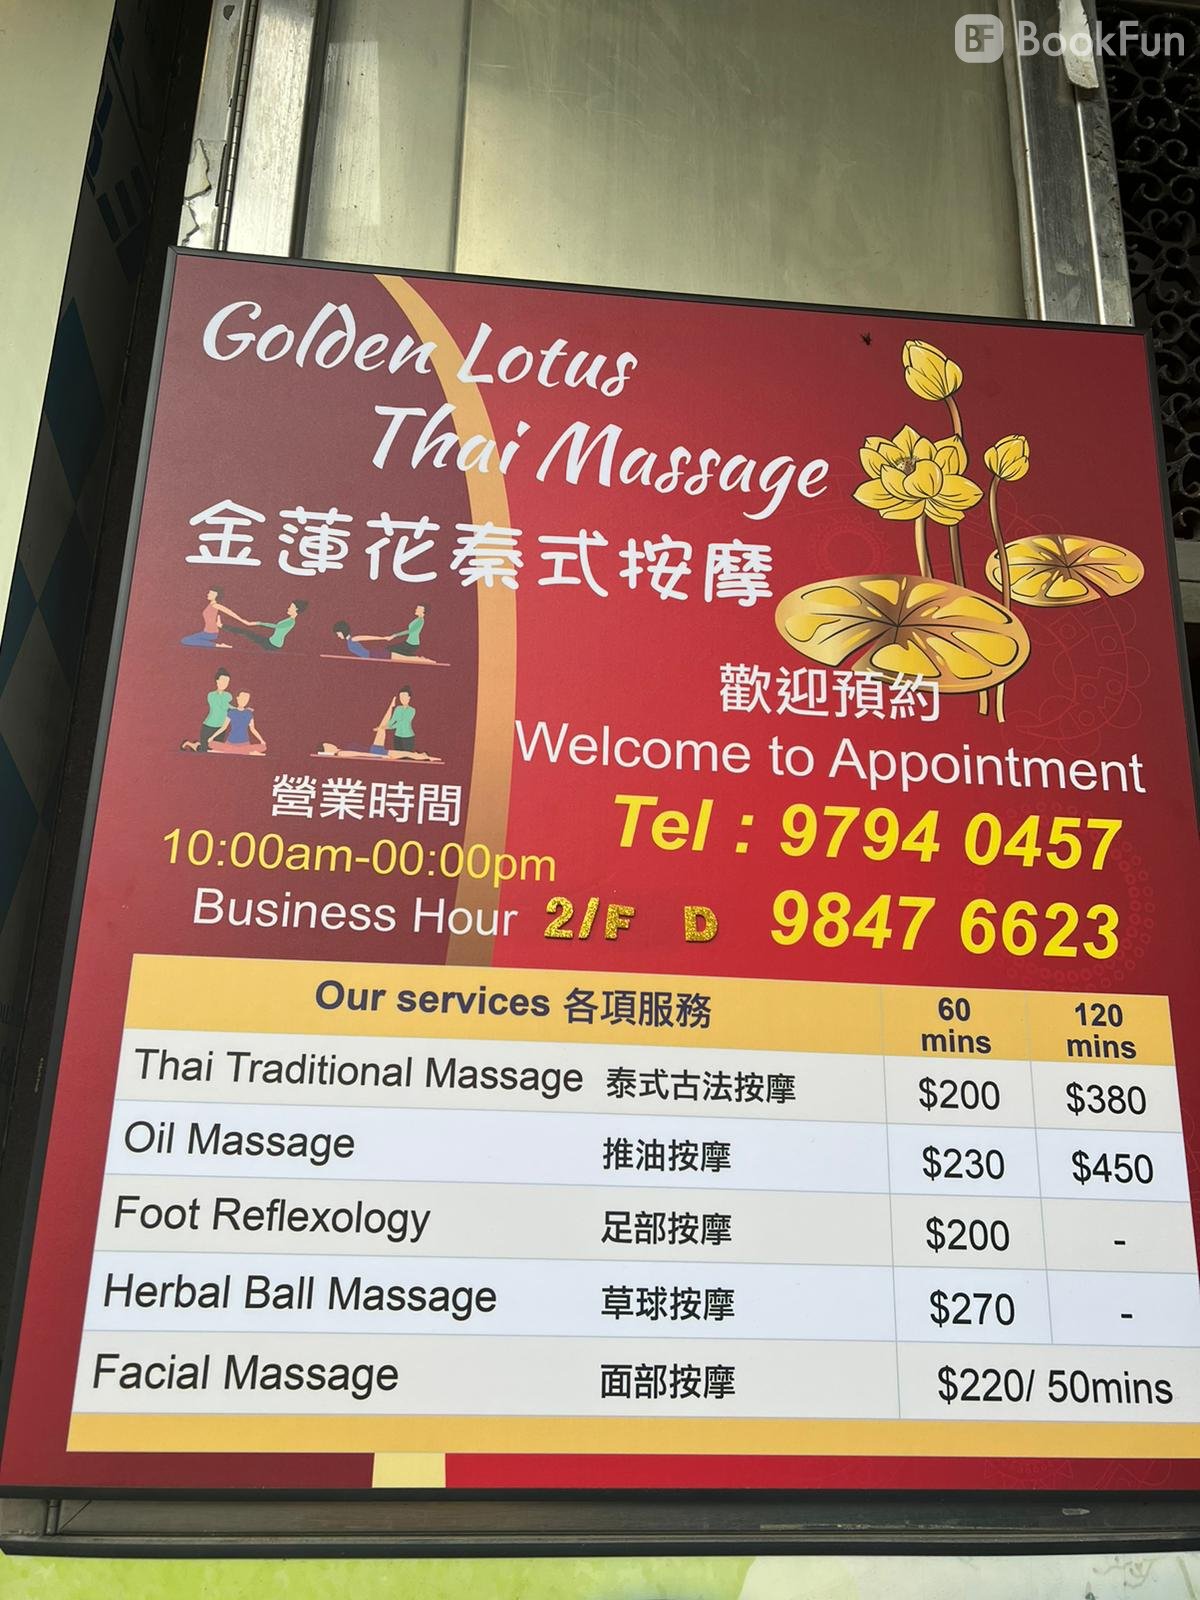 BF BookFun
Golden Lotus
Thai Massage
金蓮花秦式按摩
歡迎預約
Welcome to Appointment
營業時間
10:00am-00:00pm
Business Hour
Tel : 9794 0457
9847 6623
2/F D
Our services 各項服務 60 mins 120 mins
Thai Traditional Massage 泰式古法按摩 $200 $380
Oil Massage 推油按摩 $230 $450
Foot Reflexology 足部按摩 $200 -
Herbal Ball Massage 草球按摩 $270 -
Facial Massage 面部按摩 $220/ 50mins